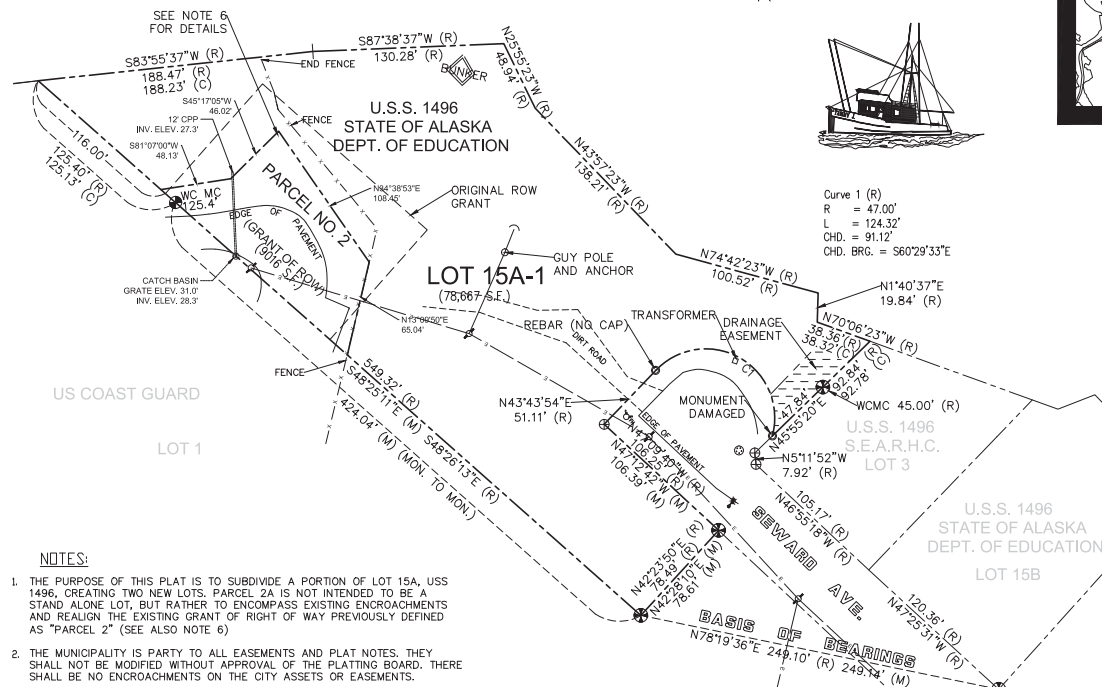 SEE NOTE 6
FOR DETAILS
S83°55'37"W (R)
188.47' (R)
188.23' (C)
S87°38'37"W (R)
130.28' (R)
END FENCE
BUNKER
N25°55'23"W (R)
48.94' (R)
S45°17'05"W
46.02'
12' CPP
INV. ELEV. 27.3'
S81°07'00"W
48.13'
FENCE
U.S.S. 1496
STATE OF ALASKA
DEPT. OF EDUCATION
116.00'
125.40' (R)
125.13' (C)
WC MC
125.4'
PARCEL NO. 2
(GRANT OF ROW)
(9016 S.F.)
EDGE OF PAVEMENT
N34°38'53"E
108.45'
ORIGINAL ROW
GRANT
N43°57'23"W (R)
138.21' (R)
Curve 1 (R)
R = 47.00'
L = 124.32'
CHD. = 91.12'
CHD. BRG. = S60°29'33"E
GUY POLE
AND ANCHOR
LOT 15A-1
(78,667 S.F.)
N74°42'23"W (R)
100.52' (R)
N1°40'37"E
19.84' (R)
CATCH BASIN
GRATE ELEV. 31.0'
INV. ELEV. 28.3'
N13°09'50"E
65.04'
REBAR (NO CAP)
TRANSFORMER
DRAINAGE
EASEMENT
N70°06'23"W (R)
38.36' (R)
38.32' (C)
DIRT ROAD
CT
FENCE
549.32' (R)
S48°25'11"E (M)
S48°26'13"E (R)
424.04' (M) (MON. TO MON.)
US COAST GUARD
LOT 1
N43°43'54"E
51.11' (R)
MONUMENT
DAMAGED
47.84'
92.84' (R)
92.78' (C)
N45°55'20"E
WCMC 45.00' (R)
U.S.S. 1496
S.E.A.R.H.C.
LOT 3
N5°11'52"W
7.92' (R)
EDGE OF PAVEMENT
N47°09'40"W (R)
106.25' (R)
N47°12'42"W (M)
106.39' (M)
105.17' (R)
N46°55'18"W (R)
U.S.S. 1496
STATE OF ALASKA
DEPT. OF EDUCATION
LOT 15B
SEWARD AVE.
N42°23'50"E (R)
78.49' (R)
N42°28'10"E (M)
78.61' (M)
120.36' (R)
N47°25'31"W (R)
BASIS OF BEARINGS
N78°19'36"E 249.10' (R) 249.14' (M)
NOTES:
1. THE PURPOSE OF THIS PLAT IS TO SUBDIVIDE A PORTION OF LOT 15A, USS
1496, CREATING TWO NEW LOTS. PARCEL 2A IS NOT INTENDED TO BE A
STAND ALONE LOT, BUT RATHER TO ENCOMPASS EXISTING ENCROACHMENTS
AND REALIGN THE EXISTING GRANT OF RIGHT OF WAY PREVIOUSLY DEFINED
AS "PARCEL 2" (SEE ALSO NOTE 6)
2. THE MUNICIPALITY IS PARTY TO ALL EASEMENTS AND PLAT NOTES. THEY
SHALL NOT BE MODIFIED WITHOUT APPROVAL OF THE PLATTING BOARD. THERE
SHALL BE NO ENCROACHMENTS ON THE CITY ASSETS OR EASEMENTS.